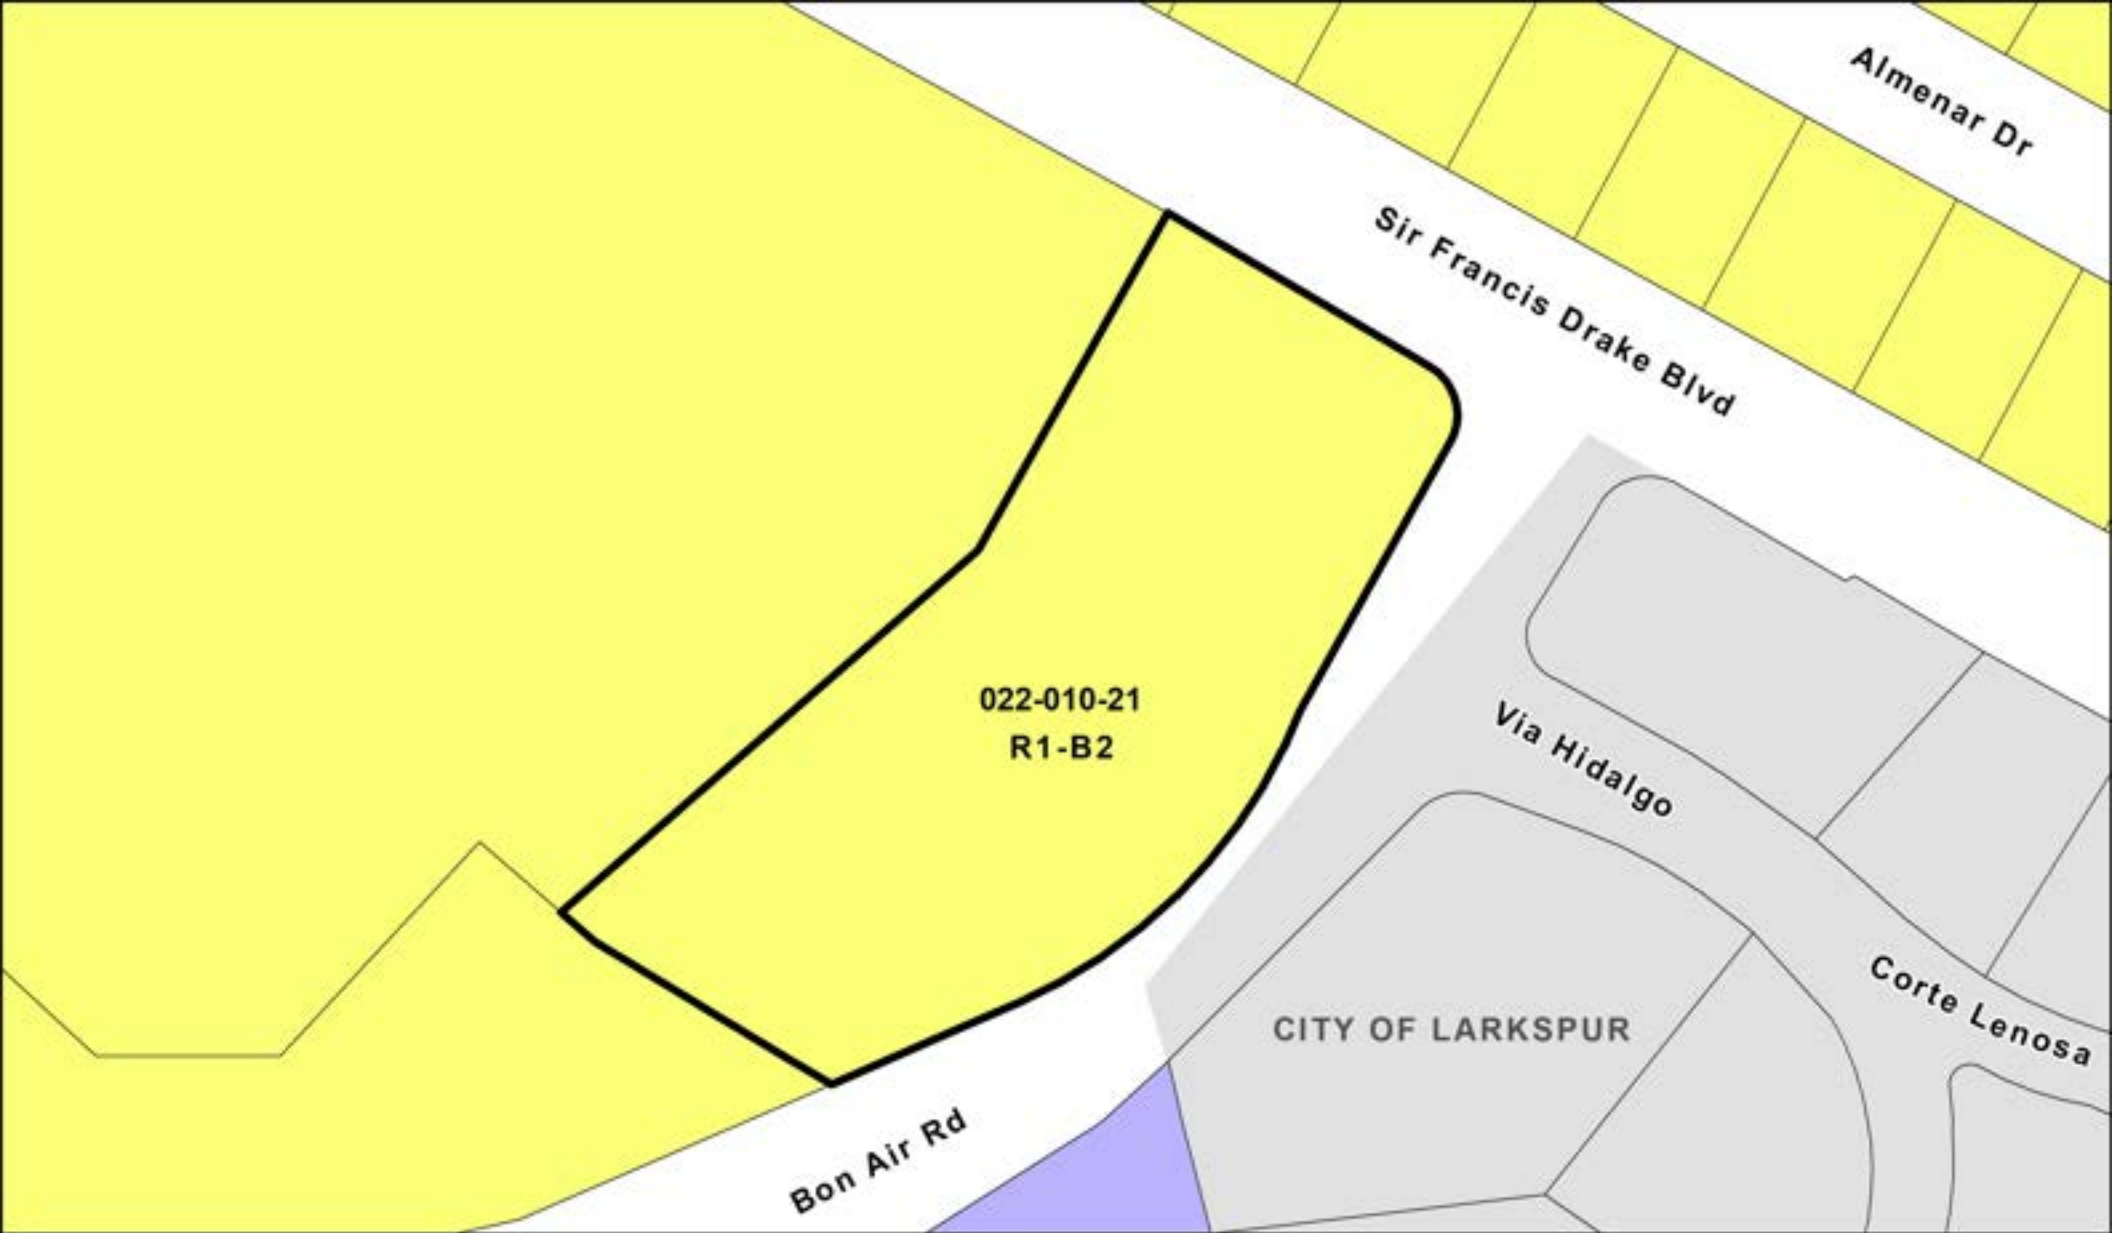 Almenar Dr
Sir Francis Drake Blvd
022-010-21
R1-B2
Via Hidalgo
Corte Lenosa
CITY OF LARKSPUR
Bon Air Rd